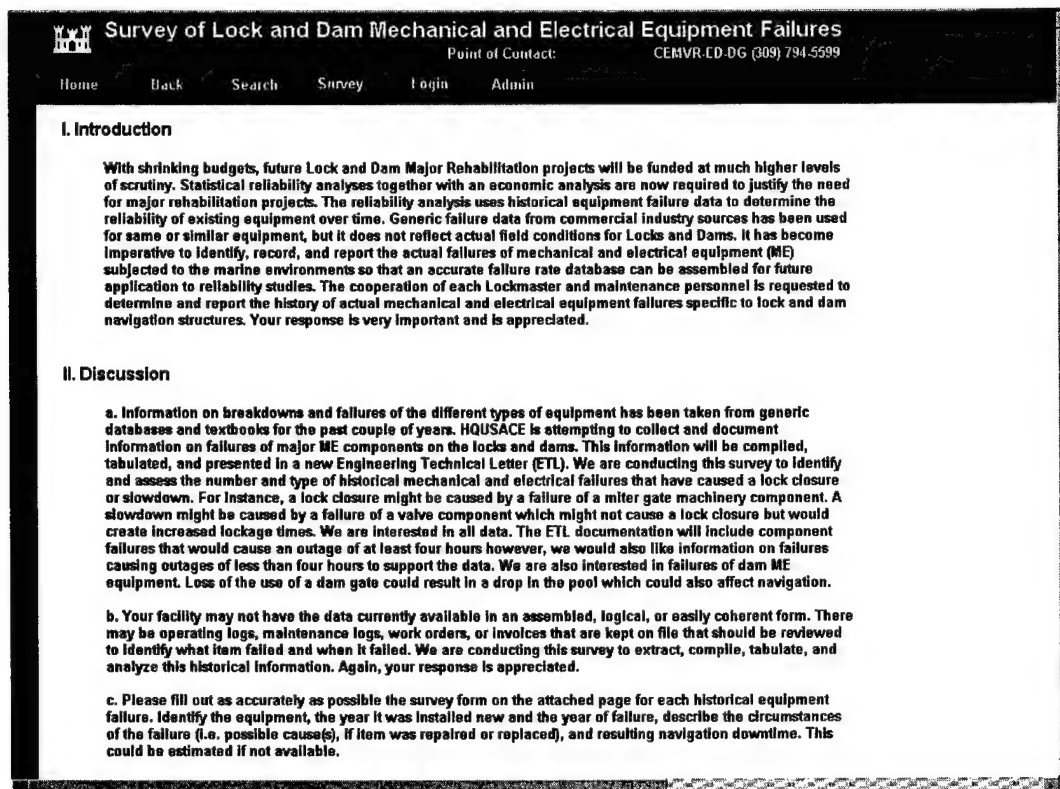 Survey of Lock and Dam Mechanical and Electrical Equipment Failures
Point of Contact: CEMVR-ED-DG (309) 794-5599
Home Back Search Survey Login Admin
I. Introduction
With shrinking budgets, future Lock and Dam Major Rehabilitation projects will be funded at much higher levels
of scrutiny. Statistical reliability analyses together with an economic analysis are now required to justify the need
for major rehabilitation projects. The reliability analysis uses historical equipment failure data to determine the
reliability of existing equipment over time. Generic failure data from commercial industry sources has been used
for same or similar equipment, but it does not reflect actual field conditions for Locks and Dams. It has become
imperative to identify, record, and report the actual failures of mechanical and electrical equipment (ME)
subjected to the marine environments so that an accurate failure rate database can be assembled for future
application to reliability studies. The cooperation of each Lockmaster and maintenance personnel is requested to
determine and report the history of actual mechanical and electrical equipment failures specific to lock and dam
navigation structures. Your response is very important and is appreciated.
II. Discussion
a. Information on breakdowns and failures of the different types of equipment has been taken from generic
databases and textbooks for the past couple of years. HQUSACE is attempting to collect and document
information on failures of major ME components on the locks and dams. This information will be compiled,
tabulated, and presented in a new Engineering Technical Letter (ETL). We are conducting this survey to identify
and assess the number and type of historical mechanical and electrical failures that have caused a lock closure
or slowdown. For instance, a lock closure might be caused by a failure of a miter gate machinery component. A
slowdown might be caused by a failure of a valve component which might not cause a lock closure but would
create increased lockage times. We are interested in all data. The ETL documentation will include component
failures that would cause an outage of at least four hours however, we would also like information on failures
causing outages of less than four hours to support the data. We are also interested in failures of dam ME
equipment. Loss of the use of a dam gate could result in a drop in the pool which could also affect navigation.
b. Your facility may not have the data currently available in an assembled, logical, or easily coherent form. There
may be operating logs, maintenance logs, work orders, or invoices that are kept on file that should be reviewed
to identify what item failed and when it failed. We are conducting this survey to extract, compile, tabulate, and
analyze this historical information. Again, your response is appreciated.
c. Please fill out as accurately as possible the survey form on the attached page for each historical equipment
failure. Identify the equipment, the year it was installed new and the year of failure, describe the circumstances
of the failure (i.e. possible cause(s), if item was repaired or replaced), and resulting navigation downtime. This
could be estimated if not available.